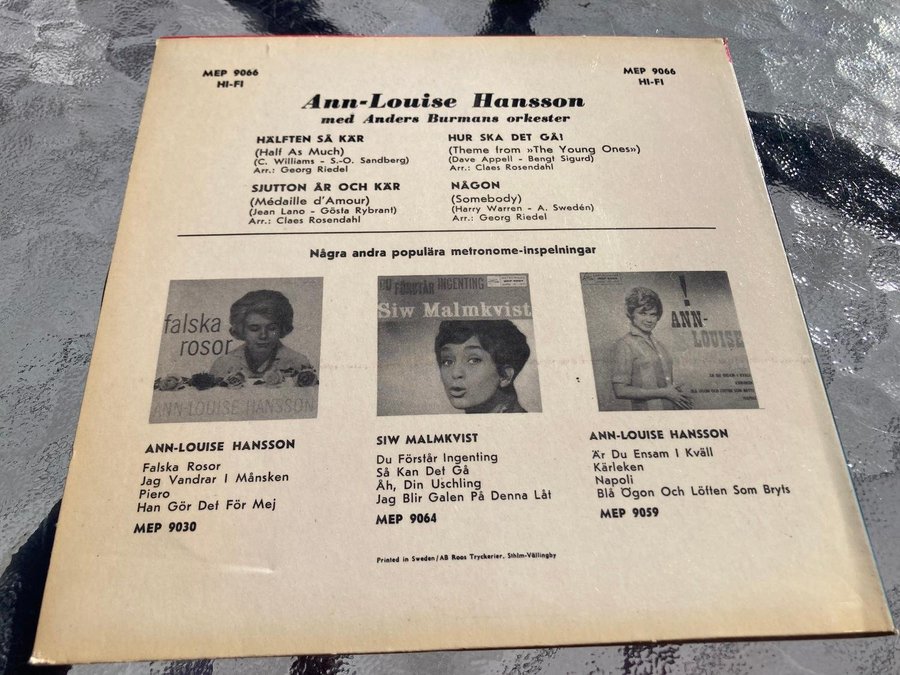 MEP 9066
HI-FI
MEP 9066
HI-FI
Ann-Louise Hansson
med Anders Burmans orkester
HÄLFTEN SÅ KÄR
(Half As Much)
(C. Williams - S.-O. Sandberg)
Arr.: Georg Riedel
HUR SKA DET GÅ!
(Theme from »The Young Ones»)
(Dave Appell - Bengt Sigurd)
Arr.: Claes Rosendahl
SJUTTON ÅR OCH KÄR
(Médaille d'Amour)
(Jean Lano - Gösta Rybrant)
Arr.: Claes Rosendahl
NÅGON
(Somebody)
(Harry Warren - A. Swedén)
Arr.: Georg Riedel
Några andra populära metronome-inspelningar
falska
rosor
ANN-LOUISE HANSSON
DU FÖRSTÅR INGENTING
Siw Malmkvist
!
ANN-
LOUISE
ANN-LOUISE HANSSON
Falska Rosor
Jag Vandrar I Månsken
Piero
Han Gör Det För Mej
MEP 9030
SIW MALMKVIST
Du Förstår Ingenting
Så Kan Det Gå
Åh, Din Uschling
Jag Blir Galen På Denna Låt
MEP 9064
ANN-LOUISE HANSSON
Är Du Ensam I Kväll
Kärleken
Napoli
Blå Ögon Och Löften Som Bryts
MEP 9059
Printed in Sweden/AB Roos Tryckerier, Sthlm-Vällingby